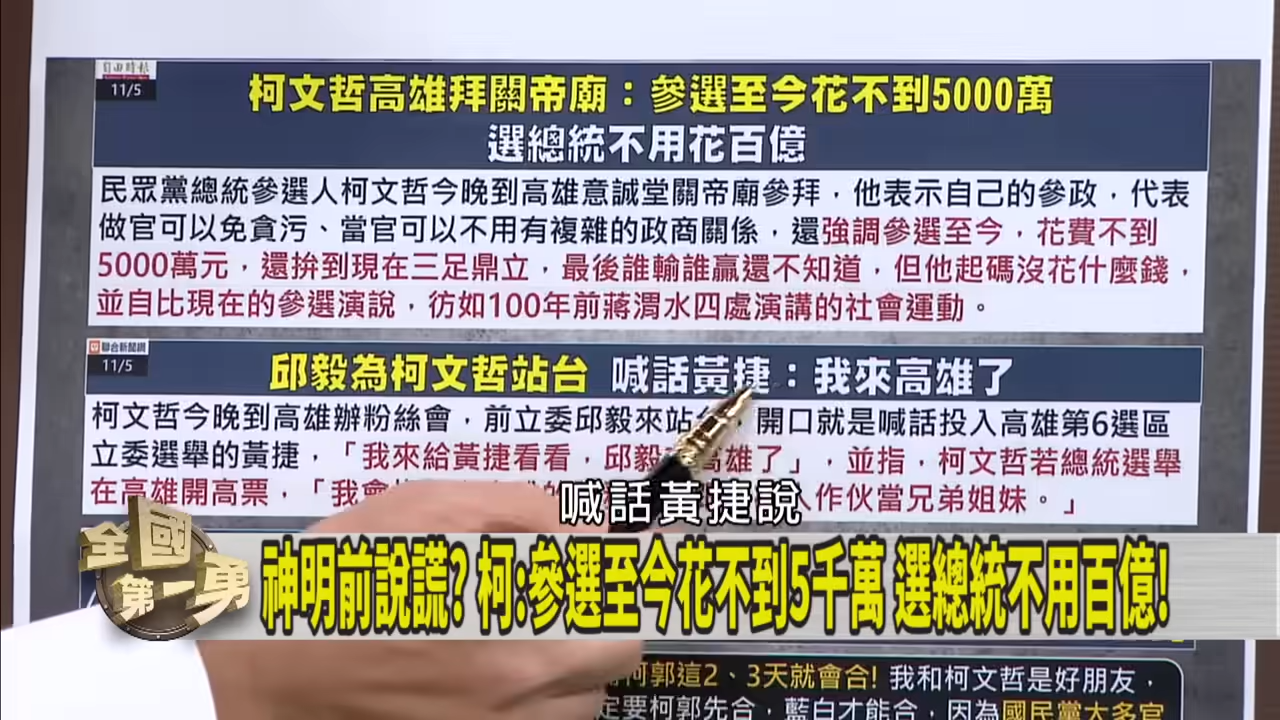 自由時報
11/5
柯文哲高雄拜關帝廟：參選至今花不到5000萬
選總統不用花百億
民眾黨總統參選人柯文哲今晚到高雄意誠堂關帝廟參拜，他表示自己的參政，代表
做官可以免貪污、當官可以不用有複雜的政商關係，還強調參選至今，花費不到
5000萬元，還拚到現在三足鼎立，最後誰輸誰贏還不知道，但他起碼沒花什麼錢，
並自比現在的參選演說，彷如100年前蔣渭水四處演講的社會運動。
聯合新聞網
11/5
邱毅為柯文哲站台 喊話黃捷：我來高雄了
柯文哲今晚到高雄辦粉絲會，前立委邱毅來站 開口就是喊話投入高雄第6選區
立委選舉的黃捷，「我來給黃捷看看，邱毅 高雄了」，並指，柯文哲若總統選舉
在高雄開高票，「我會 的 人作伙當兄弟姐妹。」
喊話黃捷說
全國第一勇
神明前說謊? 柯:參選至今花不到5千萬 選總統不用百億!
柯郭這2、3天就會合! 我和柯文哲是好朋友，
定要柯郭先合，藍白才能合，因為國民黨大多官